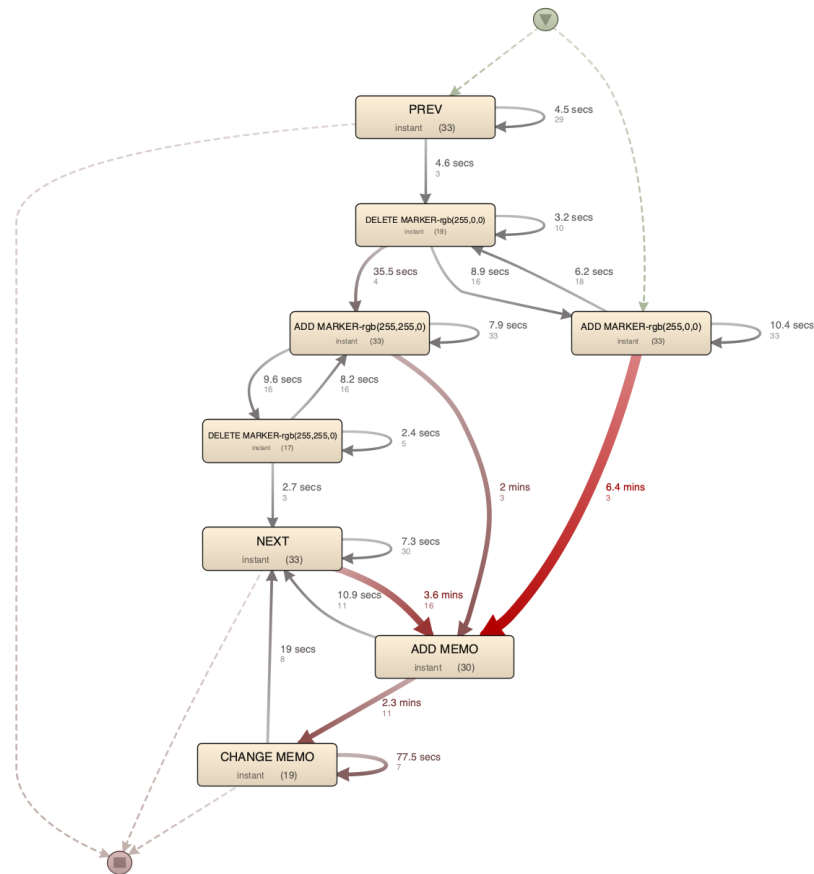 PREV
instant (33)
4.5 secs
29
4.6 secs
3
DELETE MARKER-rgb(255,0,0)
instant (19)
3.2 secs
10
35.5 secs
4
8.9 secs
16
6.2 secs
18
ADD MARKER-rgb(255,255,0)
instant (33)
7.9 secs
33
ADD MARKER-rgb(255,0,0)
instant (33)
10.4 secs
33
9.6 secs
16
8.2 secs
16
DELETE MARKER-rgb(255,255,0)
instant (17)
2.4 secs
5
2.7 secs
3
2 mins
3
6.4 mins
3
NEXT
instant (33)
7.3 secs
30
10.9 secs
11
3.6 mins
16
19 secs
8
ADD MEMO
instant (30)
2.3 mins
11
CHANGE MEMO
instant (19)
77.5 secs
7